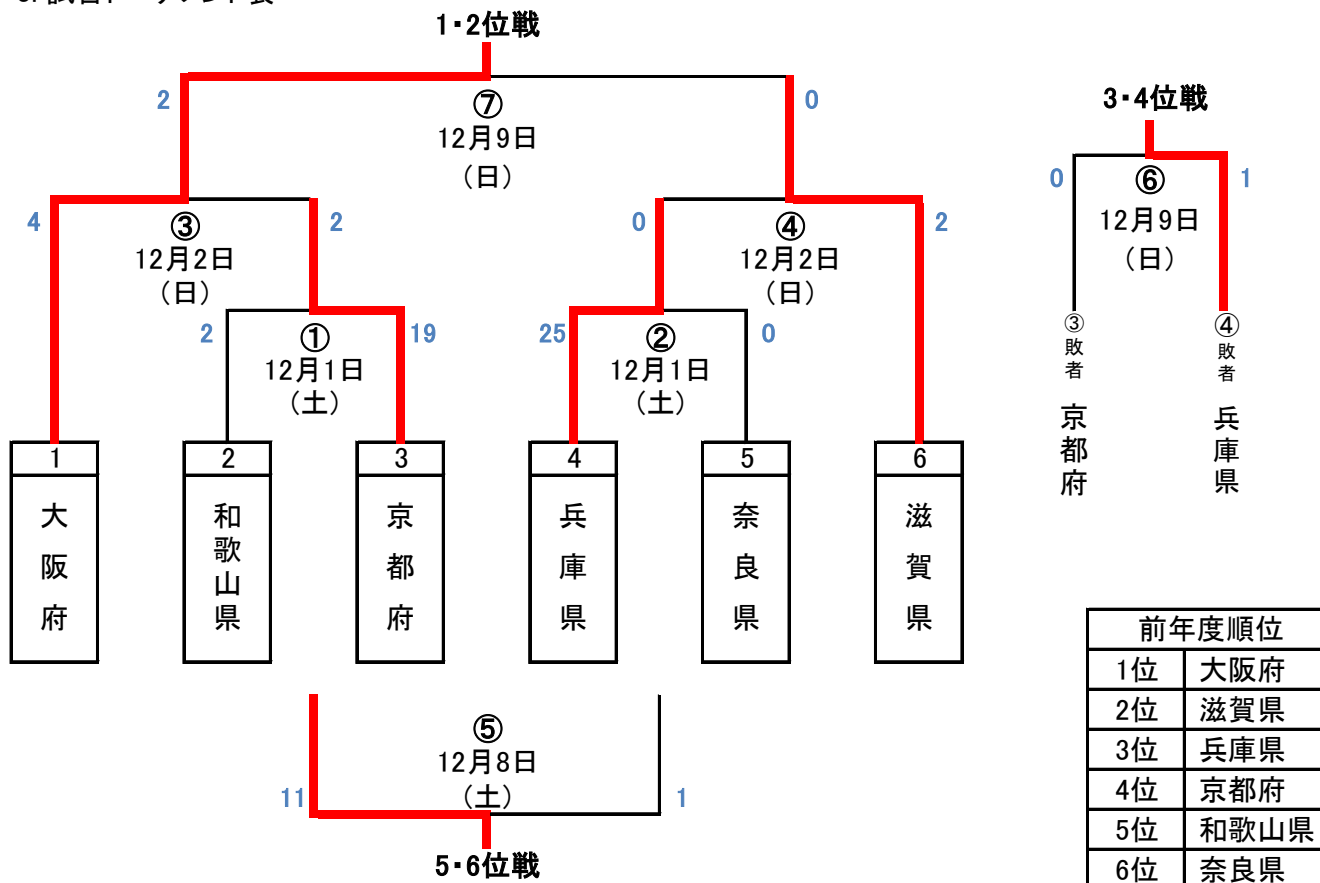 1・2位戦
2
0
⑦
12月9日
（日）
3・4位戦
0
1
⑥
12月9日
（日）
4
2
0
2
③
12月2日
（日）
④
12月2日
（日）
2
19
25
0
①
12月1日
（土）
②
12月1日
（土）
③敗者 京都府
④敗者 兵庫県
1 2 3 4 5 6
大阪府
和歌山県
京都府
兵庫県
奈良県
滋賀県
⑤
12月8日
（土）
11
1
5・6位戦
前年度順位
1位 大阪府
2位 滋賀県
3位 兵庫県
4位 京都府
5位 和歌山県
6位 奈良県